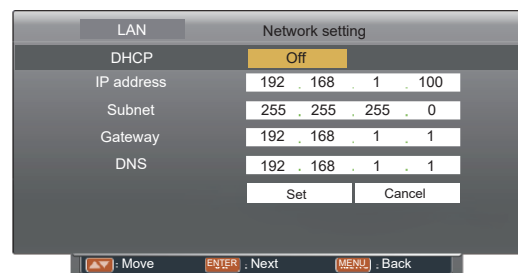 LAN Network setting
DHCP Off
IP address 192 . 168 . 1 . 100
Subnet 255 . 255 . 255 . 0
Gateway 192 . 168 . 1 . 1
DNS 192 . 168 . 1 . 1
Set Cancel
: Move ENTER : Next MENU : Back